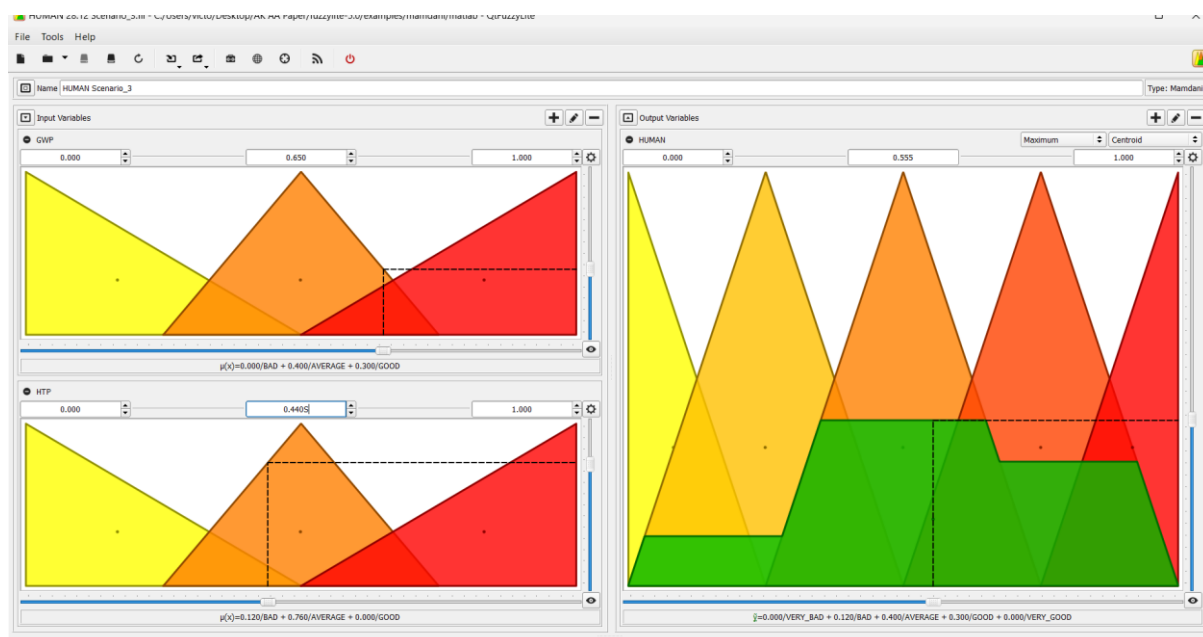 HUMAN 28.12 Scenario_3.fll - C:/Users/victo/Desktop/AK AA Paper/fuzzylite-5.0/examples/mamdani/matlab - QtFuzzyLite
File Tools Help
Name HUMAN Scenario_3 Type: Mamdani
Input Variables
GWP
0.000 0.650 1.000
μ(x)=0.000/BAD + 0.400/AVERAGE + 0.300/GOOD
HTP
0.000 0.440S 1.000
μ(x)=0.120/BAD + 0.760/AVERAGE + 0.000/GOOD
Output Variables
HUMAN Maximum Centroid
0.000 0.555 1.000
ỹ=0.000/VERY_BAD + 0.120/BAD + 0.400/AVERAGE + 0.300/GOOD + 0.000/VERY_GOOD